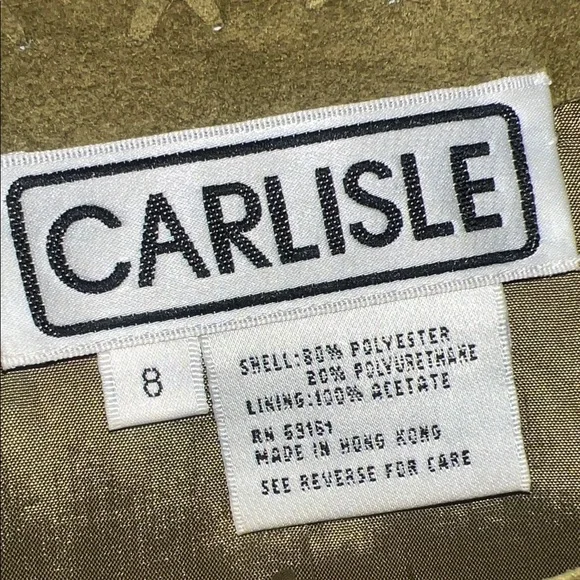 CARLISLE
8
SHELL:80% POLYESTER
20% POLYURETHANE
LINING:100% ACETATE
RN 69161
MADE IN HONG KONG
SEE REVERSE FOR CARE